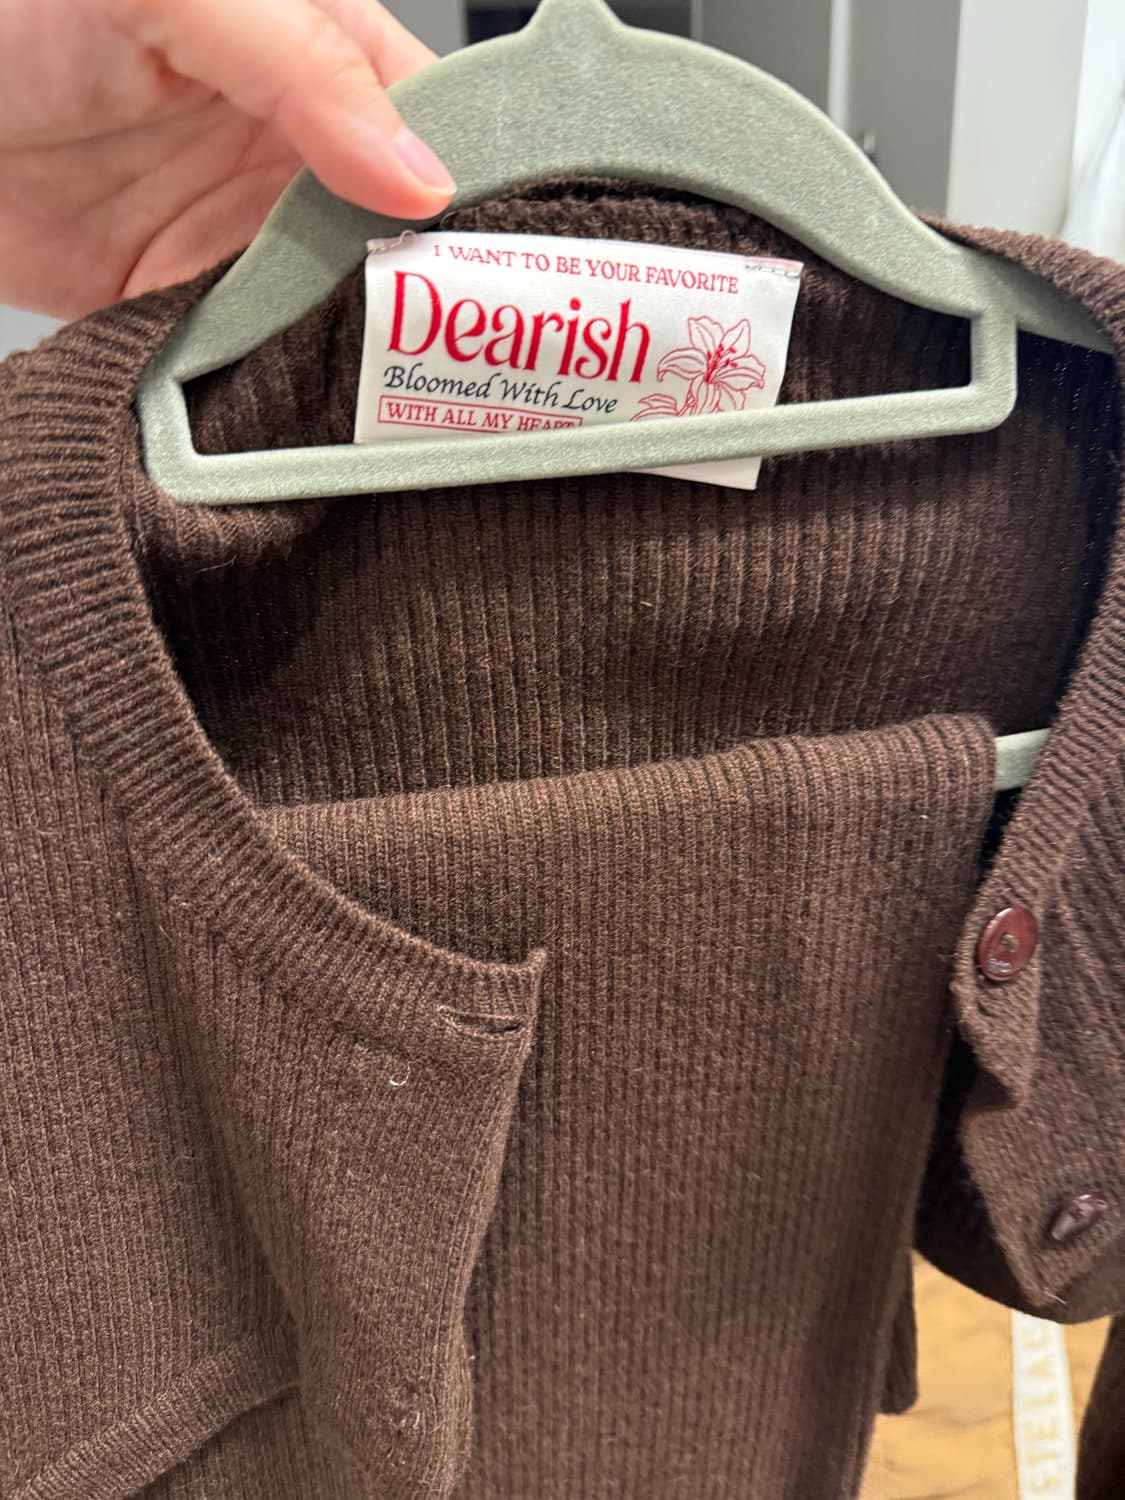 I WANT TO BE YOUR FAVORITE
Dearish
Bloomed With Love
WITH ALL MY HEART